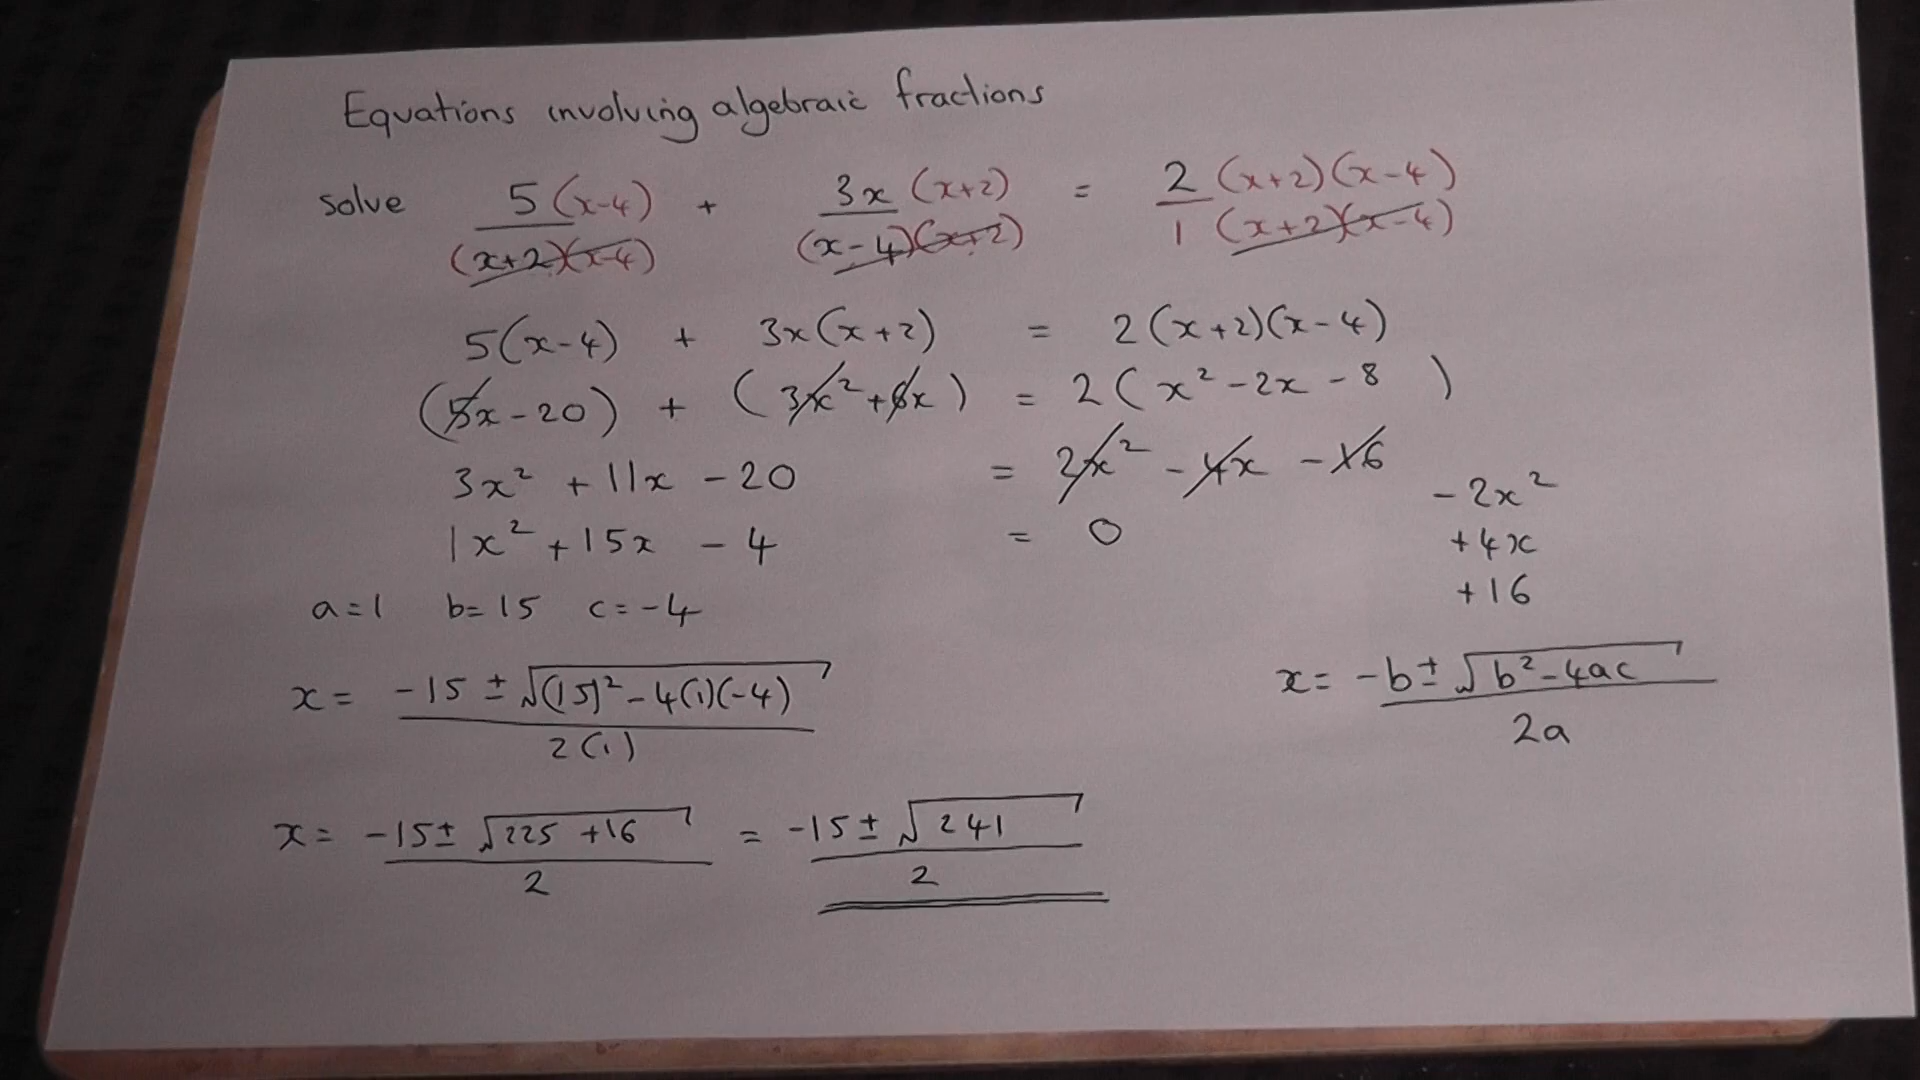 Equations involving algebraic fractions
solve 5(x-4)/(x+2)(x-4) + 3x(x+2)/(x-4)(x+2) = 2(x+2)(x-4)/1(x+2)(x-4)
5(x-4) + 3x(x+2) = 2(x+2)(x-4)
(5x-20) + (3x²+6x) = 2(x²-2x-8)
3x² + 11x - 20 = 2x² - 4x - 16
-2x²
1x² + 15x - 4 = 0
+4x
+16
a=1 b=15 c=-4
x = -15 ± √(15)² - 4(1)(-4) / 2(1)
x = -b ± √b² - 4ac / 2a
x = -15 ± √225 + 16 / 2 = -15 ± √241 / 2